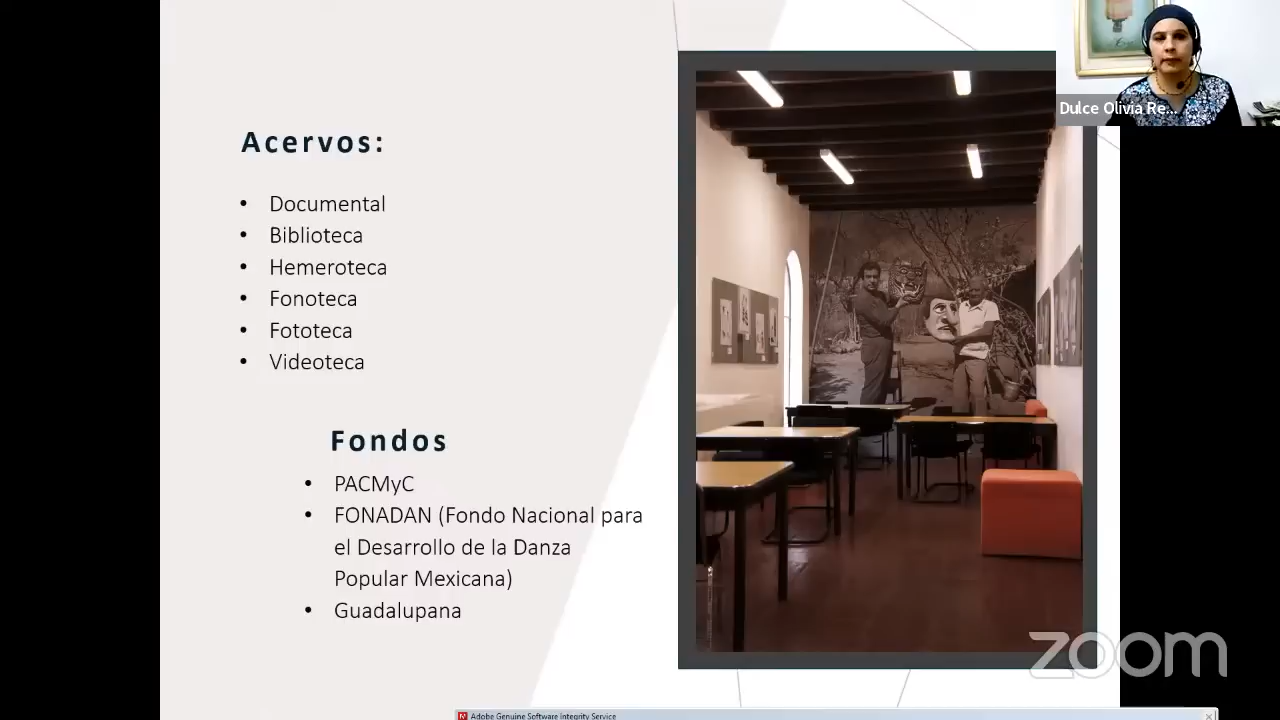 Acervos:
• Documental
• Biblioteca
• Hemeroteca
• Fonoteca
• Fototeca
• Videoteca
Fondos
• PACMyC
• FONADAN (Fondo Nacional para
el Desarrollo de la Danza
Popular Mexicana)
• Guadalupana
Dulce Olivia Re...
zoom
Adobe Genuine Software Integrity Service